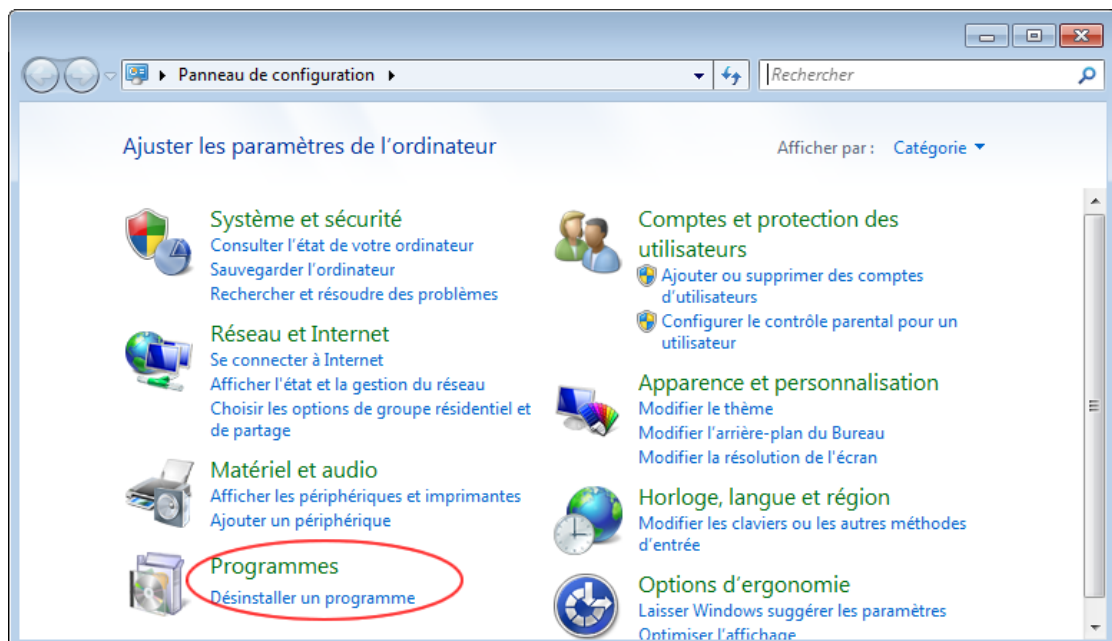 Panneau de configuration
Rechercher
Ajuster les paramètres de l'ordinateur
Afficher par :
Catégorie
Système et sécurité
Consulter l'état de votre ordinateur
Sauvegarder l'ordinateur
Rechercher et résoudre des problèmes
Réseau et Internet
Se connecter à Internet
Afficher l'état et la gestion du réseau
Choisir les options de groupe résidentiel et
de partage
Matériel et audio
Afficher les périphériques et imprimantes
Ajouter un périphérique
Programmes
Désinstaller un programme
Comptes et protection des
utilisateurs
Ajouter ou supprimer des comptes
d'utilisateurs
Configurer le contrôle parental pour un
utilisateur
Apparence et personnalisation
Modifier le thème
Modifier l'arrière-plan du Bureau
Modifier la résolution de l'écran
Horloge, langue et région
Modifier les claviers ou les autres méthodes
d'entrée
Options d'ergonomie
Laisser Windows suggérer les paramètres
Optimiser l'affichage